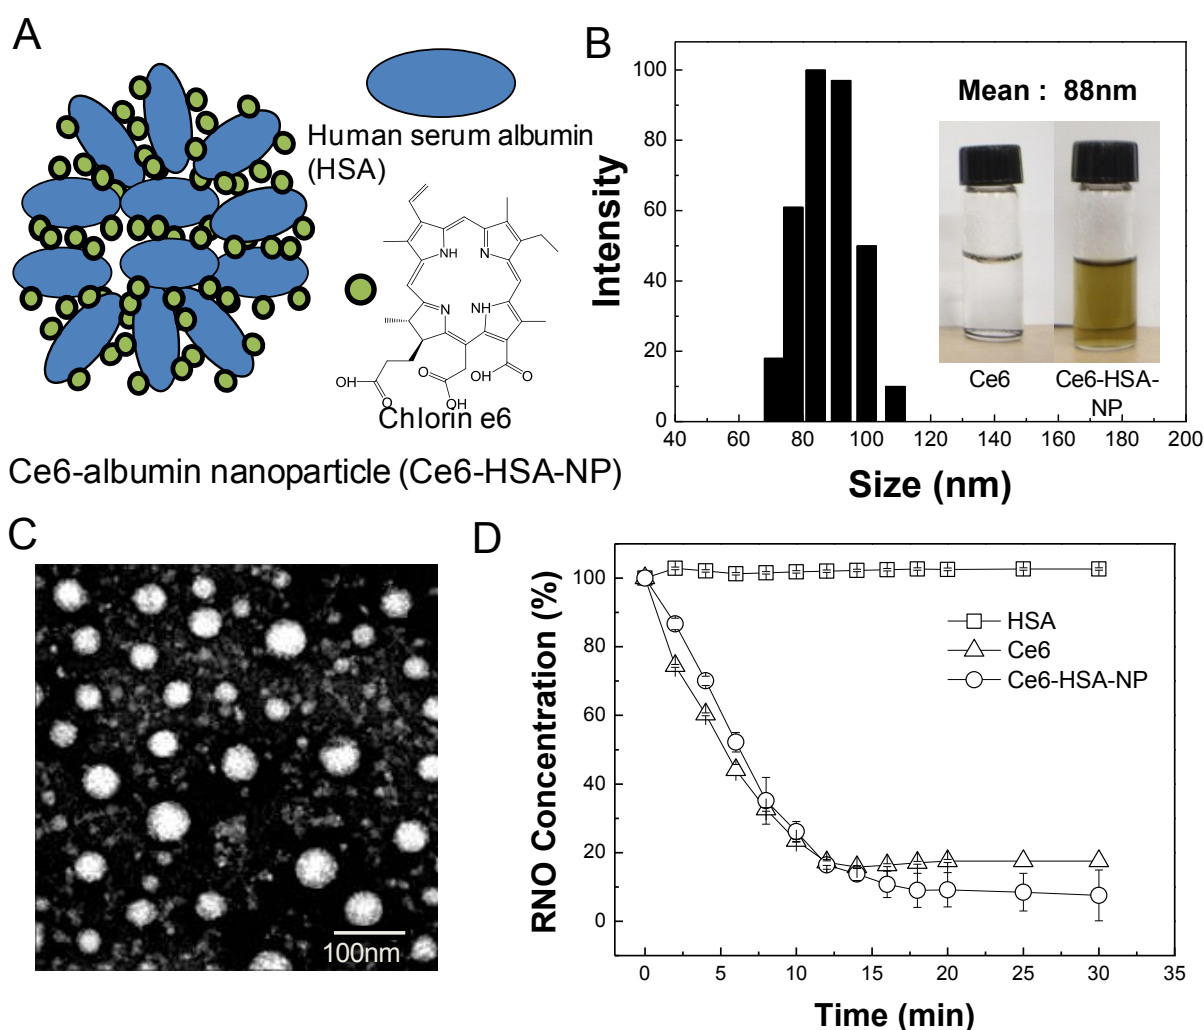 A
Human serum albumin
(HSA)
NH
N
N
NH
OH
O
O
OH
OH
O
Chlorin e6
Ce6-albumin nanoparticle (Ce6-HSA-NP)
B
Mean : 88nm
Intensity
100
80
60
40
20
0
Ce6
Ce6-HSA-
NP
40 60 80 100 120 140 160 180 200
Size (nm)
C
100nm
D
RNO Concentration (%)
100
80
60
40
20
0
HSA
Ce6
Ce6-HSA-NP
0 5 10 15 20 25 30 35
Time (min)